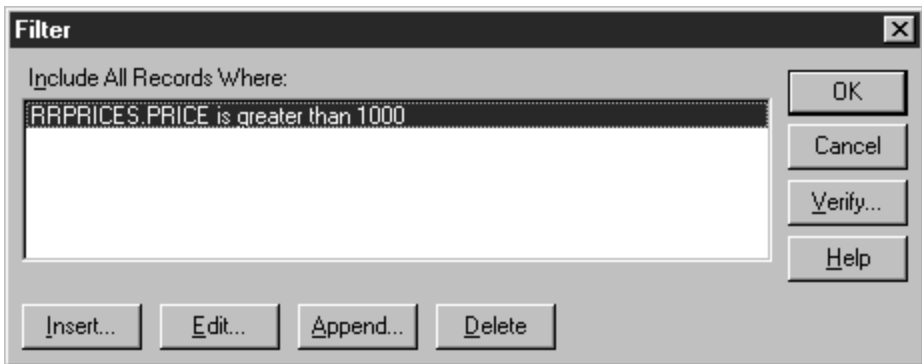 Filter
Include All Records Where:
RRPRICES.PRICE is greater than 1000
OK
Cancel
Verify...
Help
Insert...
Edit...
Append...
Delete